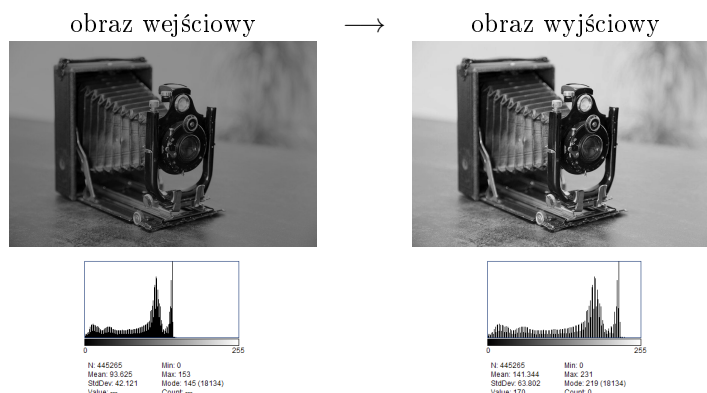 obraz wejściowy → obraz wyjściowy
0 255
N: 445265 Min: 0
Mean: 93.625 Max: 153
StdDev: 42.121 Mode: 145 (18134)
Value: --- Count: ---
0 255
N: 445265 Min: 0
Mean: 141.344 Max: 231
StdDev: 63.802 Mode: 219 (18134)
Value: 170 Count: 0